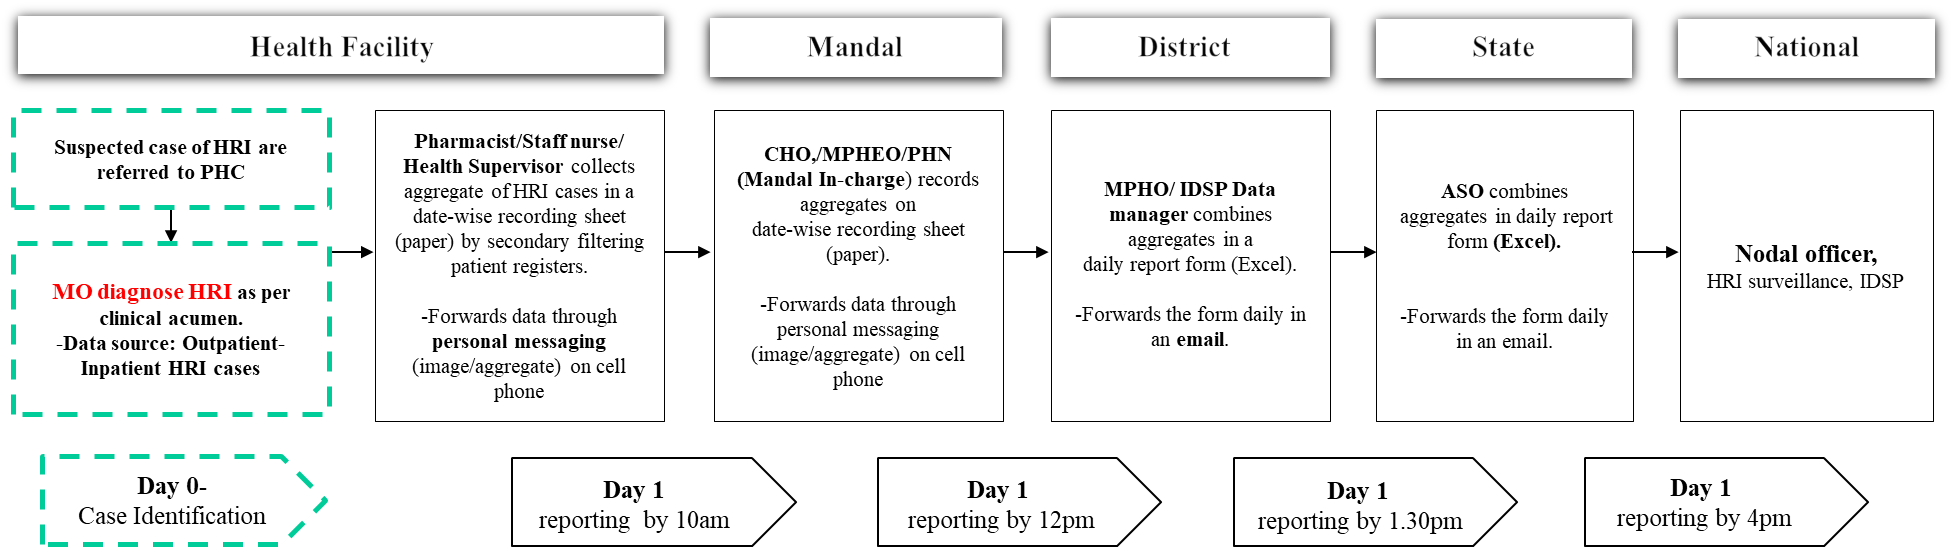 Health Facility
Mandal
District
State
National
Suspected case of HRI are
referred to PHC
MO diagnose HRI as per
clinical acumen.
-Data source: Outpatient-
Inpatient HRI cases
Pharmacist/Staff nurse/
Health Supervisor collects
aggregate of HRI cases in a
date-wise recording sheet
(paper) by secondary filtering
patient registers.
-Forwards data through
personal messaging
(image/aggregate) on cell
phone
CHO,/MPHEO/PHN
(Mandal In-charge) records
aggregates on
date-wise recording sheet
(paper).
-Forwards data through
personal messaging
(image/aggregate) on cell
phone
MPHO/ IDSP Data
manager combines
aggregates in a
daily report form (Excel).
-Forwards the form daily in
an email.
ASO combines
aggregates in daily report
form (Excel).
-Forwards the form daily
in an email.
Nodal officer,
HRI surveillance, IDSP
Day 0-
Case Identification
Day 1
reporting by 10am
Day 1
reporting by 12pm
Day 1
reporting by 1.30pm
Day 1
reporting by 4pm